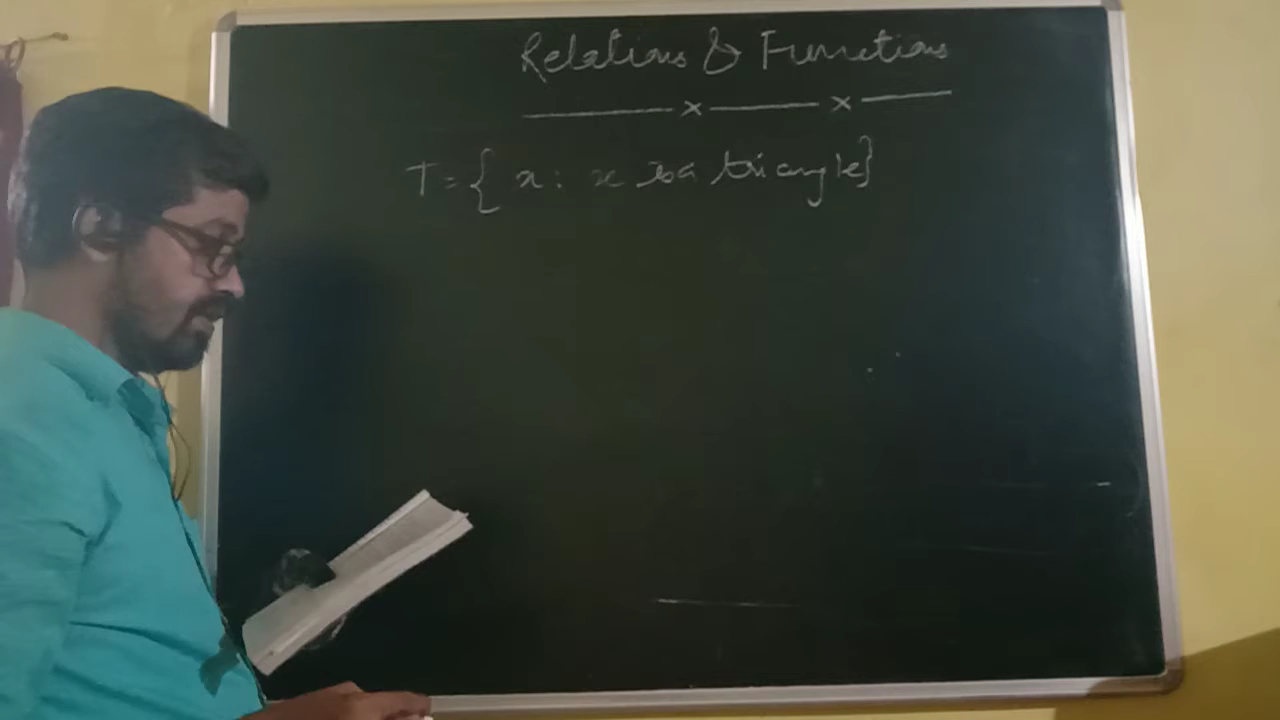 Relations & Functions
T = { x : x is a triangle}